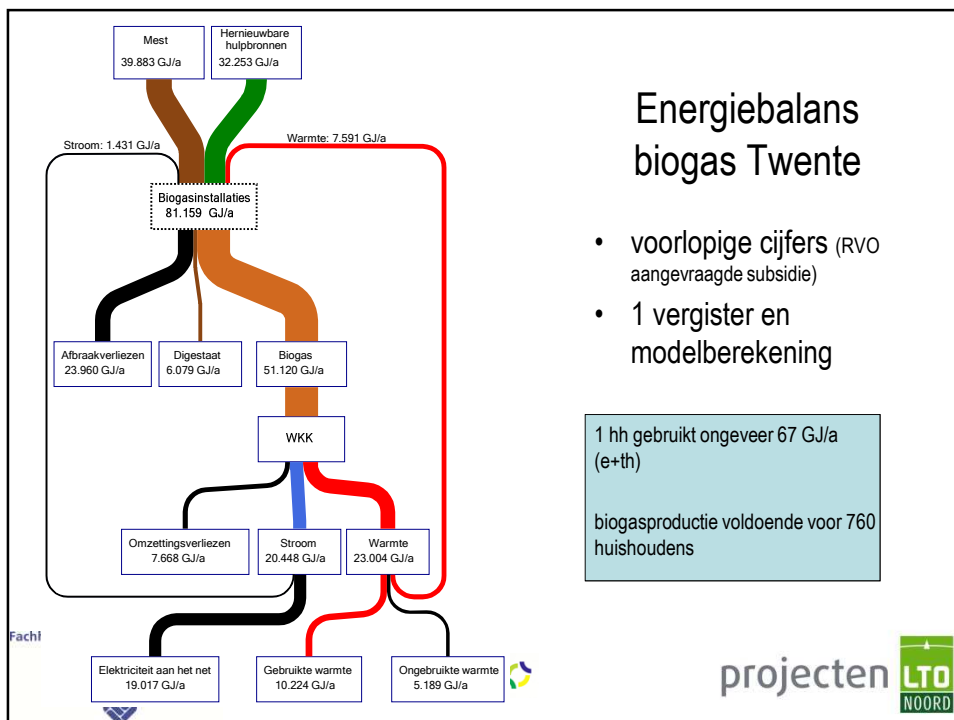 Mest
39.883 GJ/a
Hernieuwbare
hulpbronnen
32.253 GJ/a
Stroom: 1.431 GJ/a
Warmte: 7.591 GJ/a
Biogasinstallaties
81.159 GJ/a
Afbraakverliezen
23.960 GJ/a
Digestaat
6.079 GJ/a
Biogas
51.120 GJ/a
WKK
Omzettingsverliezen
7.668 GJ/a
Stroom
20.448 GJ/a
Warmte
23.004 GJ/a
Elektriciteit aan het net
19.017 GJ/a
Gebruikte warmte
10.224 GJ/a
Ongebruikte warmte
5.189 GJ/a
Energiebalans
biogas Twente
• voorlopige cijfers (RVO
aangevraagde subsidie)
• 1 vergister en
modelberekening
1 hh gebruikt ongeveer 67 GJ/a
(e+th)
biogasproductie voldoende voor 760
huishoudens
projecten
LTO
NOORD